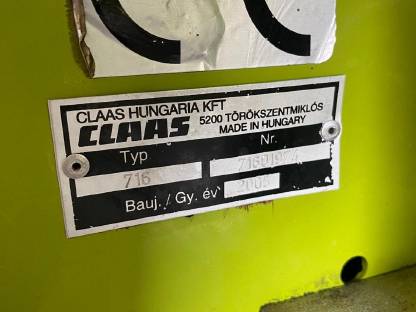 CLAAS HUNGARIA KFT
CLAAS 5200 TÖRÖKSZENTMIKLÓS
MADE IN HUNGARY
Typ Nr.
716
Bauj. / Gy. év